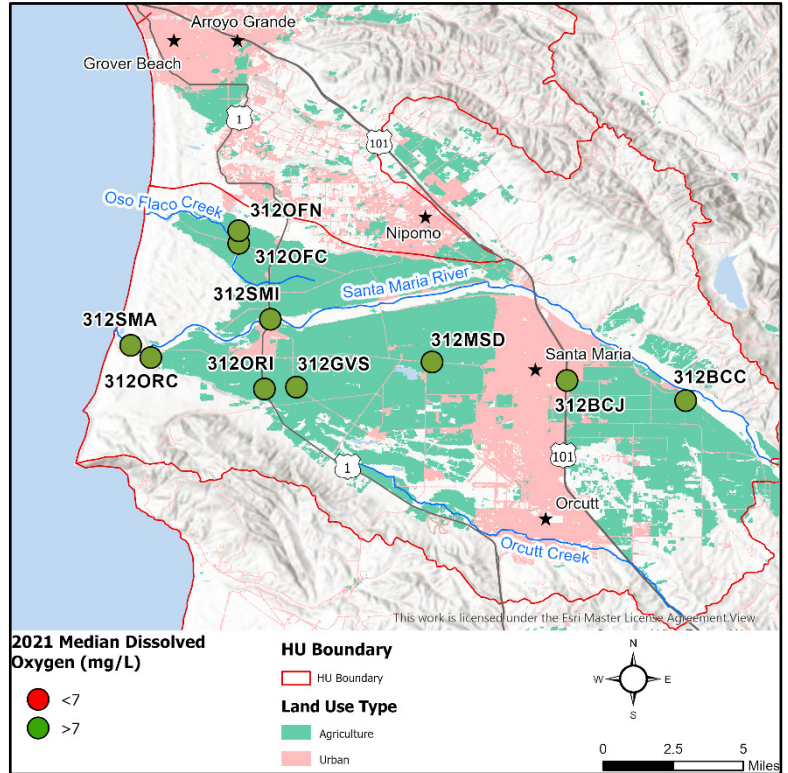 Arroyo Grande
Grover Beach
1
101
Oso Flaco Creek
312OFN
Nipomo
312OFC
312SMI
Santa Maria River
312SMA
312MSD
312ORI
312GVS
Santa Maria
312BCC
312ORC
312BCJ
1
101
Orcutt
Orcutt Creek
This work is licensed under the Esri Master License Agreement.View
2021 Median Dissolved
Oxygen (mg/L)
<7
>7
HU Boundary
HU Boundary
Land Use Type
Agriculture
Urban
N
W
E
S
0 2.5 5
Miles